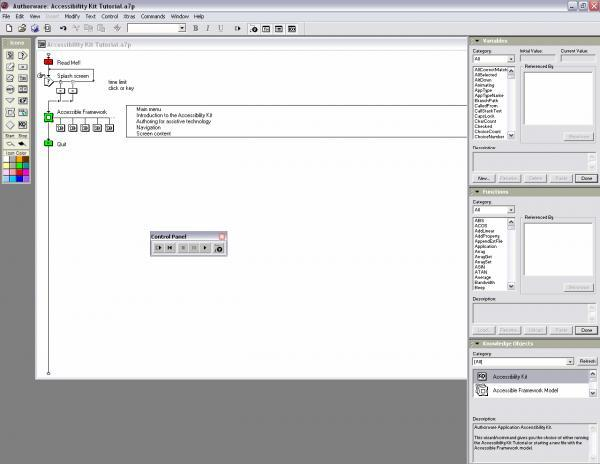 Authorware: Accessibility Kit Tutorial.a7p
File Edit View Insert Modify Text Control Xtras Commands Window Help
B I U
Icons
Start Stop
Icon Color
Accessibility Kit Tutorial.a7p
Read Me!!
Splash screen
time limit
click or key
Accessible Framework
Main menu
Introduction to the Accessibility Kit
Authoring for assistive technology
Navigation
Screen content
Quit
Control Panel
Variables
Category: Initial Value: Current Value:
All
Referenced By:
AltCorrectMatch
AltSelected
AltDown
Animating
AppType
AppTypeName
BranchPath
CalledFrom
CallStackText
CapsLock
CharCount
Checked
ChoiceCount
ChoiceNumber
Show Icon
Description:
New... Rename... Delete Paste Done
Functions
Category:
All
Referenced By:
ABS
ACOS
AddLinear
AddProperty
AppendExtFile
Application
Array
ArrayGet
ArraySet
ASIN
ATAN
Average
Bandwidth
Beep
Show Icon
Description:
Load... Rename... Unload Paste Done
Knowledge Objects
Category:
[All]
Refresh
Accessibility Kit
Accessible Framework Model
Description:
Authorware Application Accessibility Kit.
This wizard/command gives you the choice of either running
the Accessibility Kit Tutorial or starting a new file with the
Accessible Framework model.